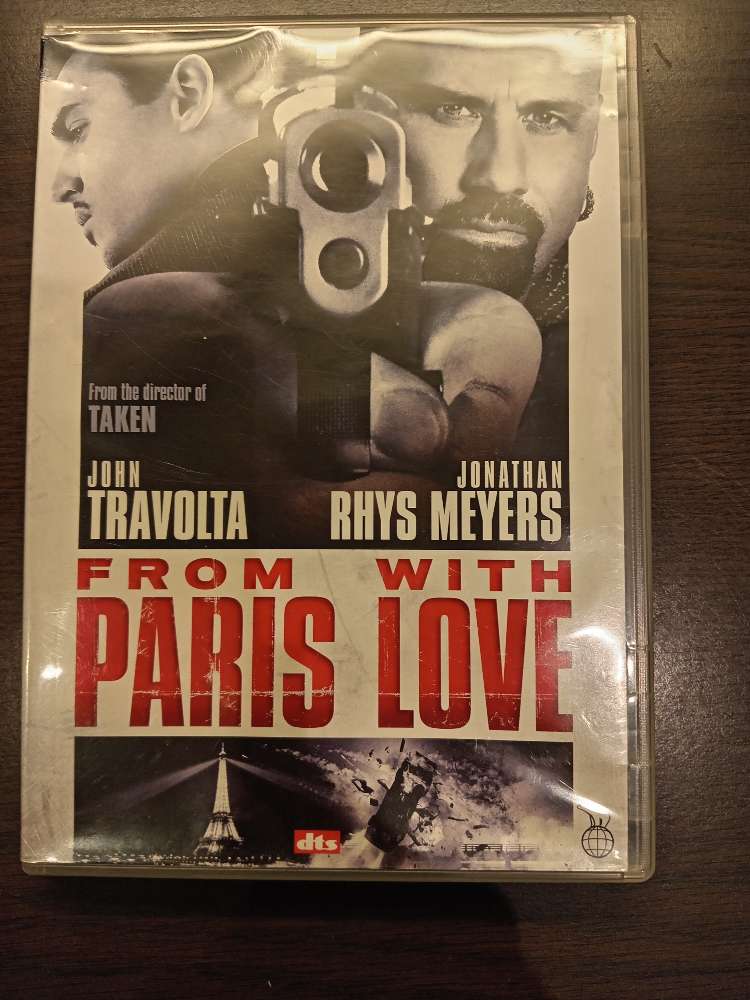 From the director of
TAKEN
JOHN
TRAVOLTA
JONATHAN
RHYS MEYERS
FROM WITH
PARIS LOVE
dts